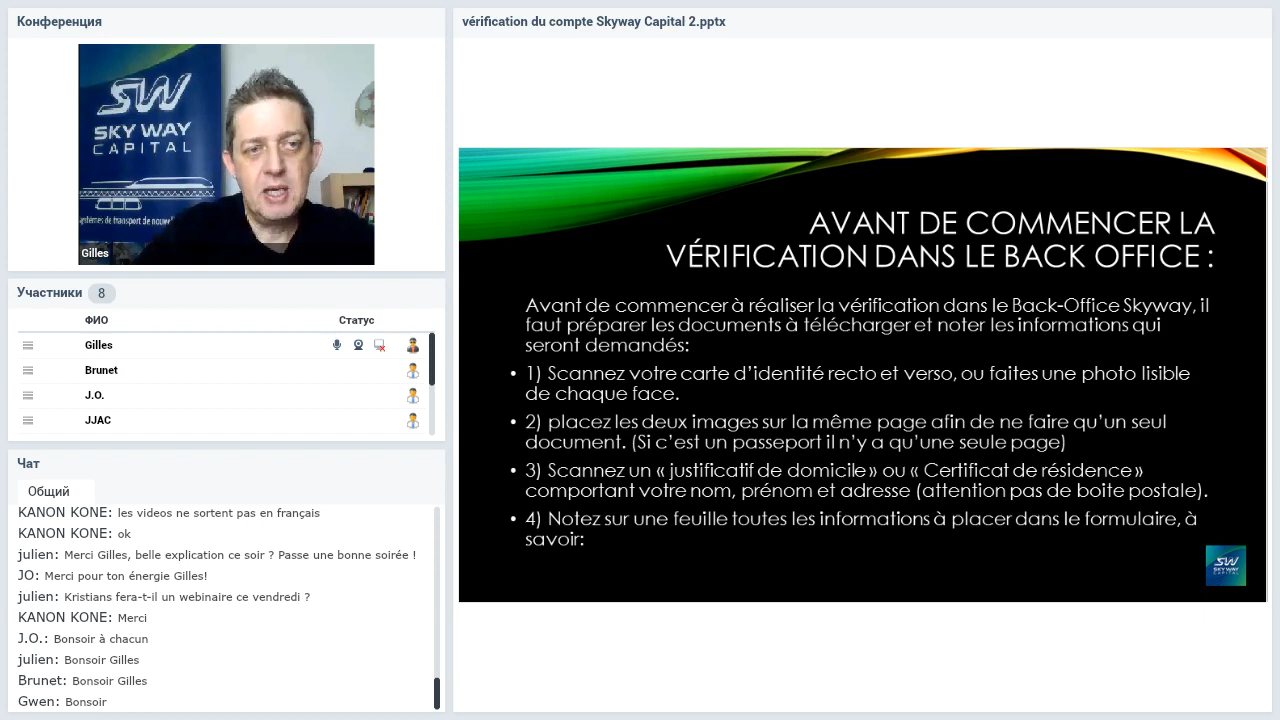 Конференция
SW
SKY WAY
CAPITAL
Gilles
Участники 8
ФИО Статус
Gilles
Brunet
J.O.
JJAC
Чат
Общий
KANON KONE: les videos ne sortent pas en français
KANON KONE: ok
julien: Merci Gilles, belle explication ce soir ? Passe une bonne soirée !
JO: Merci pour ton énergie Gilles!
julien: Kristians fera-t-il un webinaire ce vendredi ?
KANON KONE: Merci
J.O.: Bonsoir à chacun
julien: Bonsoir Gilles
Brunet: Bonsoir Gilles
Gwen: Bonsoir
vérification du compte Skyway Capital 2.pptx
AVANT DE COMMENCER LA
VÉRIFICATION DANS LE BACK OFFICE :
Avant de commencer à réaliser la vérification dans le Back-Office Skyway, il
faut préparer les documents à télécharger et noter les informations qui
seront demandés:
• 1) Scannez votre carte d’identité recto et verso, ou faites une photo lisible
de chaque face.
• 2) placez les deux images sur la même page afin de ne faire qu’un seul
document. (Si c’est un passeport il n’y a qu’une seule page)
• 3) Scannez un « justificatif de domicile » ou « Certificat de résidence »
comportant votre nom, prénom et adresse (attention pas de boite postale).
• 4) Notez sur une feuille toutes les informations à placer dans le formulaire, à
savoir:
SW
SKY WAY
CAPITAL